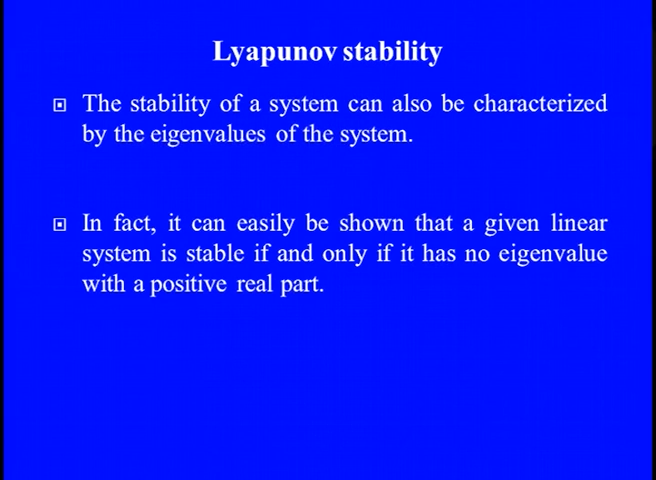 Lyapunov stability
The stability of a system can also be characterized
by the eigenvalues of the system.
In fact, it can easily be shown that a given linear
system is stable if and only if it has no eigenvalue
with a positive real part.